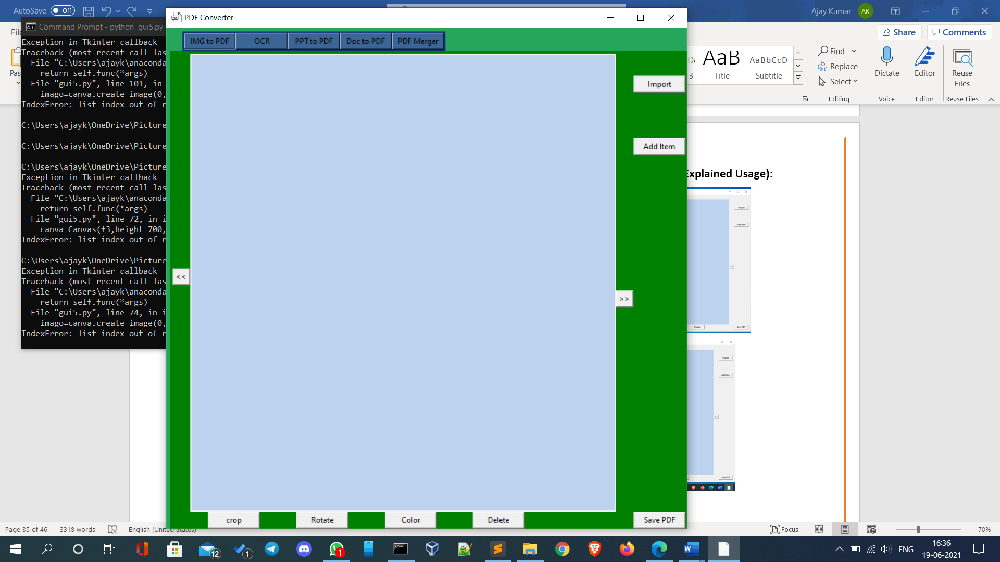 AutoSave Off
Ajay Kumar AK
PDF Converter
Command Prompt - python gui5.py
File
Share Comments
IMG to PDF OCR PPT to PDF Doc to PDF PDF Merger
Exception in Tkinter callback
Traceback (most recent call las
File "C:\Users\ajayk\anaconda
return self.func(*args)
File "gui5.py", line 101, in
imago=canva.create_image(0,
IndexError: list index out of r
C:\Users\ajayk\OneDrive\Picture
C:\Users\ajayk\OneDrive\Picture
C:\Users\ajayk\OneDrive\Picture
Exception in Tkinter callback
Traceback (most recent call las
File "C:\Users\ajayk\anaconda
return self.func(*args)
File "gui5.py", line 72, in i
canva=Canvas(f3,height=700,
IndexError: list index out of r
C:\Users\ajayk\OneDrive\Picture
Exception in Tkinter callback
Traceback (most recent call las
File "C:\Users\ajayk\anaconda
return self.func(*args)
File "gui5.py", line 74, in i
imago=canva.create_image(0,
IndexError: list index out of r
Pas
<<
>>
Import
Add Item
crop Rotate Color Delete Save PDF
3
AaB
Title
AaBbCcD
Subtitle
Find
Replace
Select
Editing
Dictate
Voice
Editor
Editor
Reuse
Files
Reuse Files
Explained Usage):
Import
Add Item
>>
Delete Save PDF
Import
Add Item
>>
Save PDF
Page 35 of 46 3318 words English (United States)
Focus
70%
12
1
1
ENG
16:36
19-06-2021